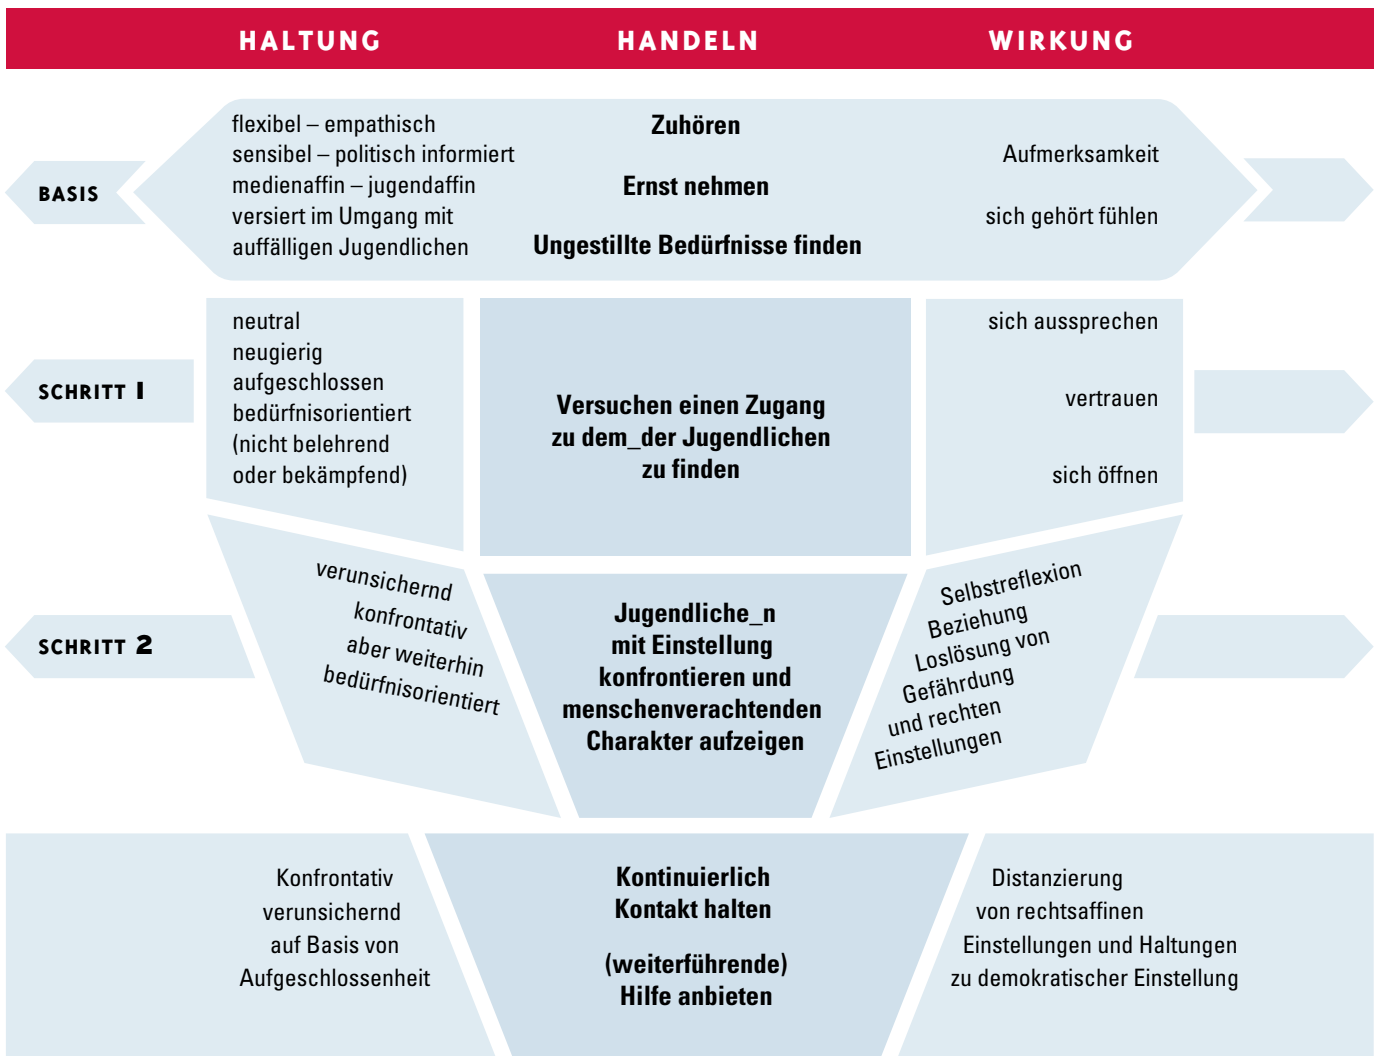 HALTUNG
HANDELN
WIRKUNG
BASIS
flexibel – empathisch
sensibel – politisch informiert
medienaffin – jugendaffin
versiert im Umgang mit
auffälligen Jugendlichen
Zuhören
Ernst nehmen
Ungestillte Bedürfnisse finden
Aufmerksamkeit
sich gehört fühlen
SCHRITT 1
neutral
neugierig
aufgeschlossen
bedürfnisorientiert
(nicht belehrend
oder bekämpfend)
Versuchen einen Zugang
zu dem_der Jugendlichen
zu finden
sich aussprechen
vertrauen
sich öffnen
SCHRITT 2
verunsichernd
konfrontativ
aber weiterhin
bedürfnisorientiert
Jugendliche_n
mit Einstellung
konfrontieren und
menschenverachtenden
Charakter aufzeigen
Selbstreflexion
Beziehung
Loslösung von
Gefährdung
und rechten
Einstellungen
Konfrontativ
verunsichernd
auf Basis von
Aufgeschlossenheit
Kontinuierlich
Kontakt halten
(weiterführende)
Hilfe anbieten
Distanzierung
von rechtsaffinen
Einstellungen und Haltungen
zu demokratischer Einstellung